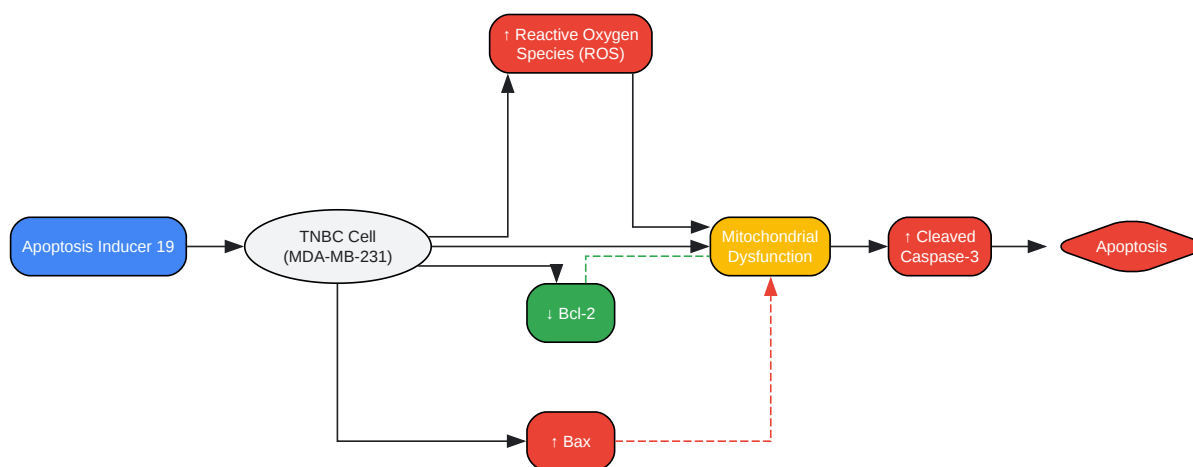 ↑ Reactive Oxygen
Species (ROS)
Apoptosis Inducer 19
TNBC Cell
(MDA-MB-231)
Mitochondrial
Dysfunction
↑ Cleaved
Caspase-3
Apoptosis
↓ Bcl-2
↑ Bax